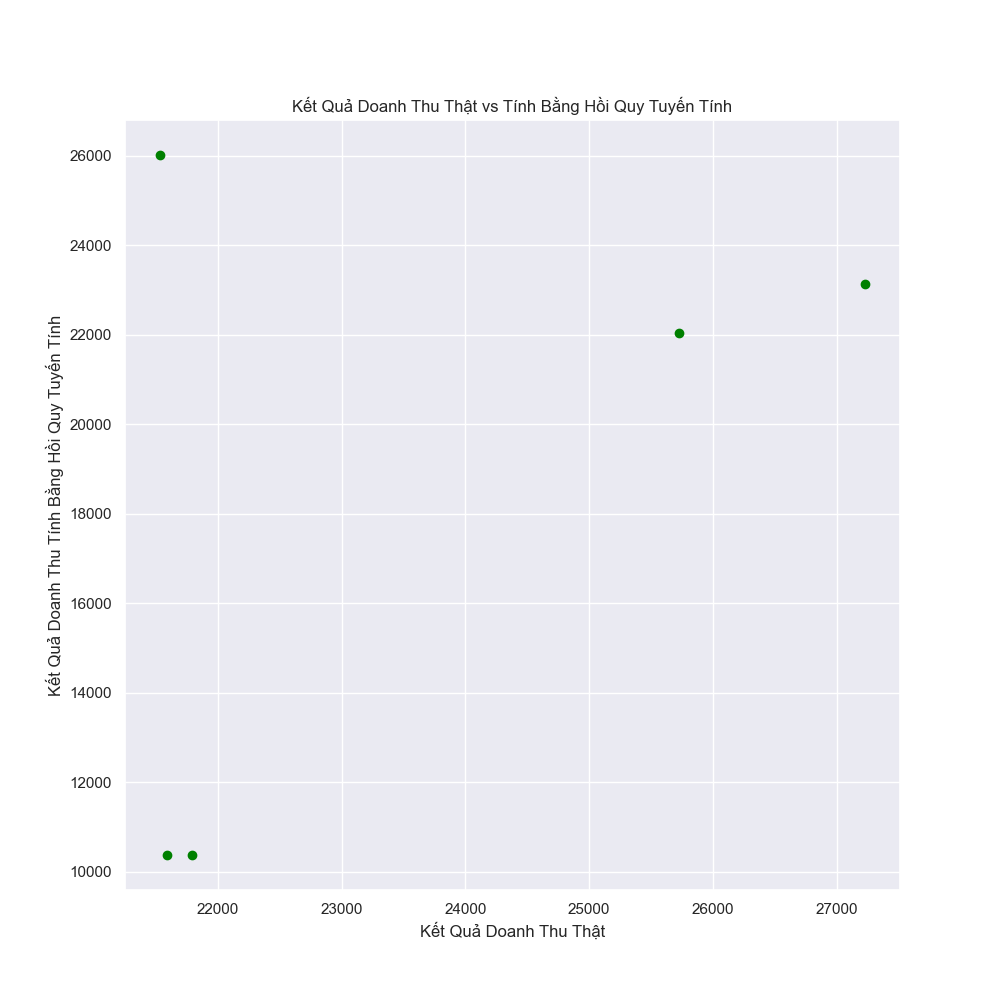 Kết Quả Doanh Thu Thật vs Tính Bằng Hồi Quy Tuyến Tính
Kết Quả Doanh Thu Tính Bằng Hồi Quy Tuyến Tính
26000
24000
22000
20000
18000
16000
14000
12000
10000
22000 23000 24000 25000 26000 27000
Kết Quả Doanh Thu Thật